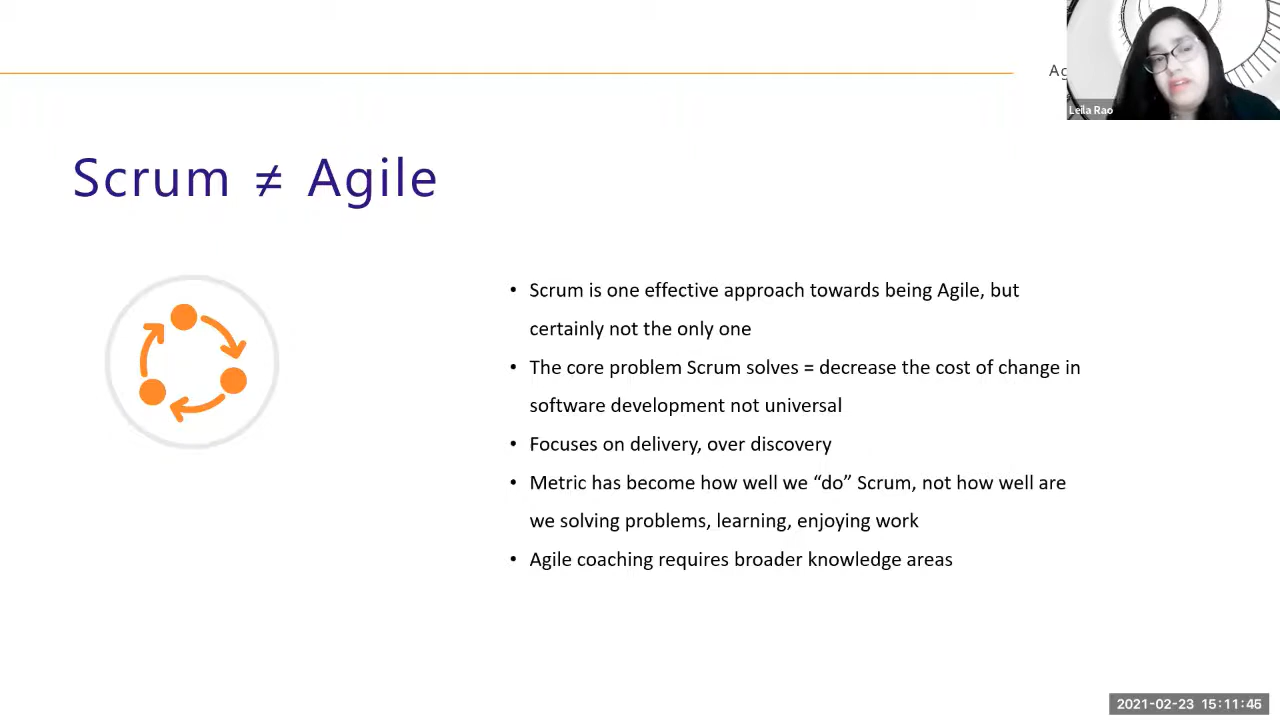 Ag
Leila Rao
Scrum ≠ Agile
• Scrum is one effective approach towards being Agile, but
certainly not the only one
• The core problem Scrum solves = decrease the cost of change in
software development not universal
• Focuses on delivery, over discovery
• Metric has become how well we “do” Scrum, not how well are
we solving problems, learning, enjoying work
• Agile coaching requires broader knowledge areas
2021-02-23 15:11:45